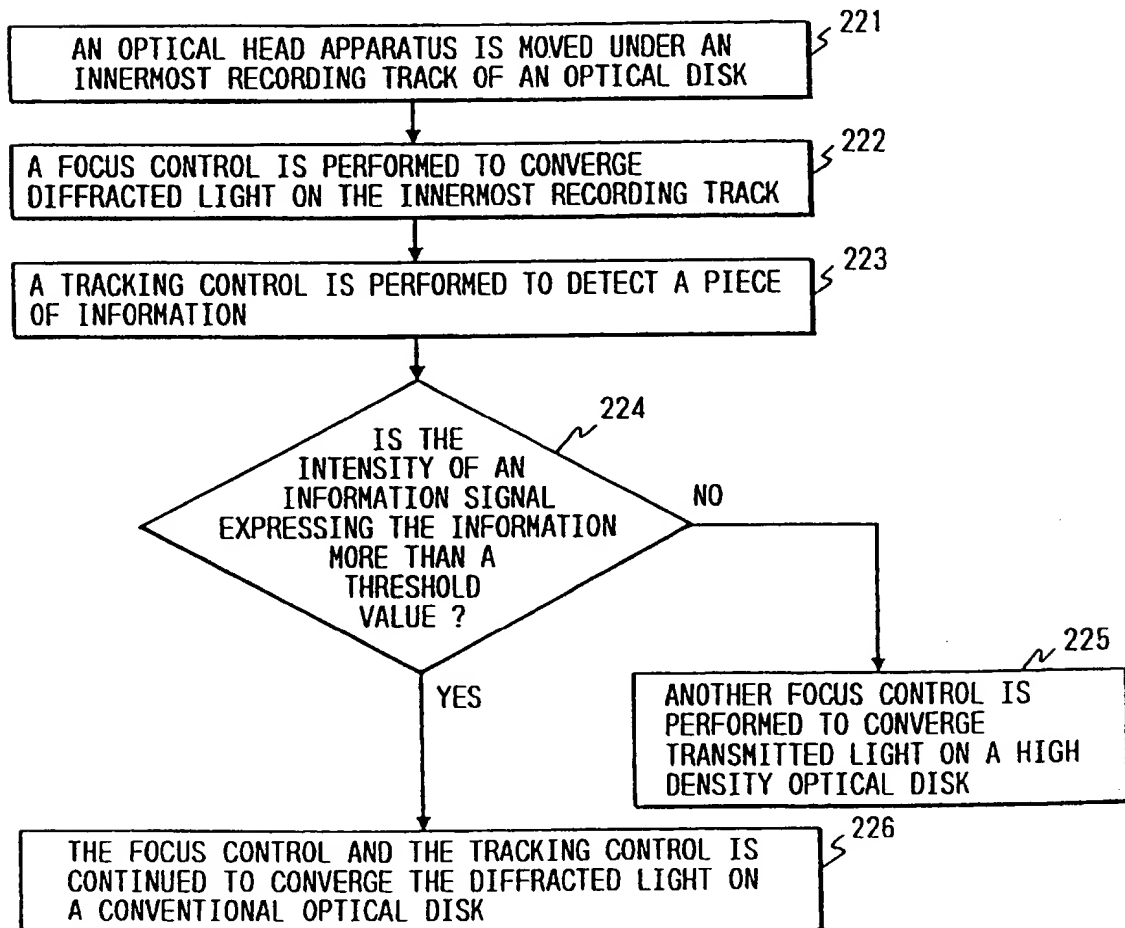 221
AN OPTICAL HEAD APPARATUS IS MOVED UNDER AN
INNERMOST RECORDING TRACK OF AN OPTICAL DISK
222
A FOCUS CONTROL IS PERFORMED TO CONVERGE
DIFFRACTED LIGHT ON THE INNERMOST RECORDING TRACK
223
A TRACKING CONTROL IS PERFORMED TO DETECT A PIECE
OF INFORMATION
224
IS THE
INTENSITY OF AN
INFORMATION SIGNAL
EXPRESSING THE INFORMATION
MORE THAN A
THRESHOLD
VALUE ?
NO
YES
225
ANOTHER FOCUS CONTROL IS
PERFORMED TO CONVERGE
TRANSMITTED LIGHT ON A HIGH
DENSITY OPTICAL DISK
226
THE FOCUS CONTROL AND THE TRACKING CONTROL IS
CONTINUED TO CONVERGE THE DIFFRACTED LIGHT ON
A CONVENTIONAL OPTICAL DISK